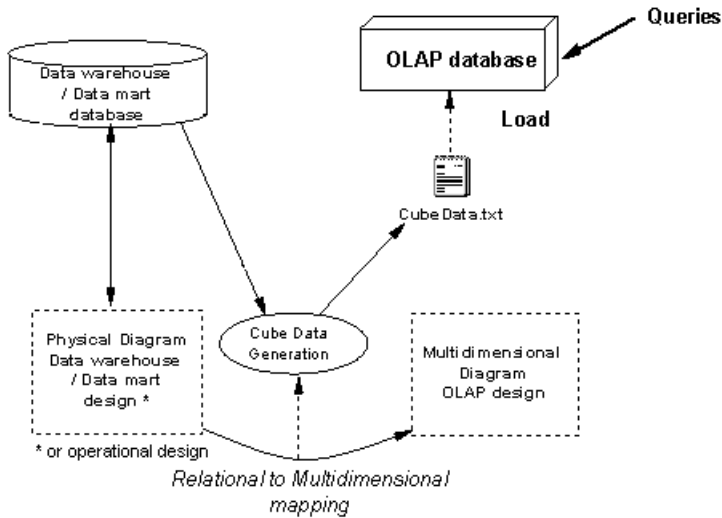 Queries
OLAP database
Data warehouse
/ Data mart
database
Load
CubeData.txt
Physical Diagram
Data warehouse
/ Data mart
design *
Cube Data
Generation
Multidimensional
Diagram
OLAP design
* or operational design
Relational to Multidimensional
mapping